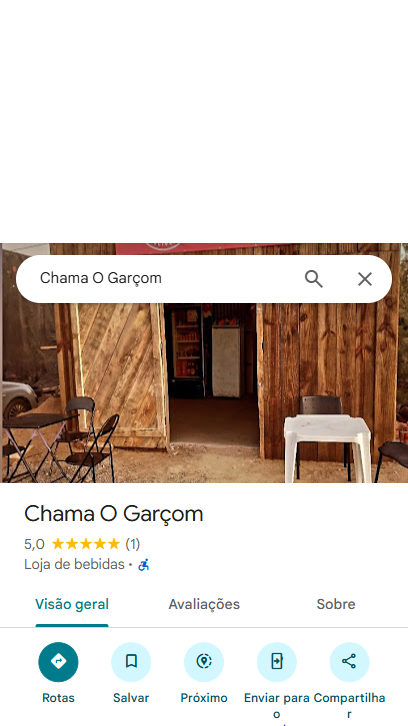 Chama O Garçom
Chama O Garçom
5,0 (1)
Loja de bebidas ·
Visão geral Avaliações Sobre
Rotas Salvar Próximo Enviar para o Compartilhar